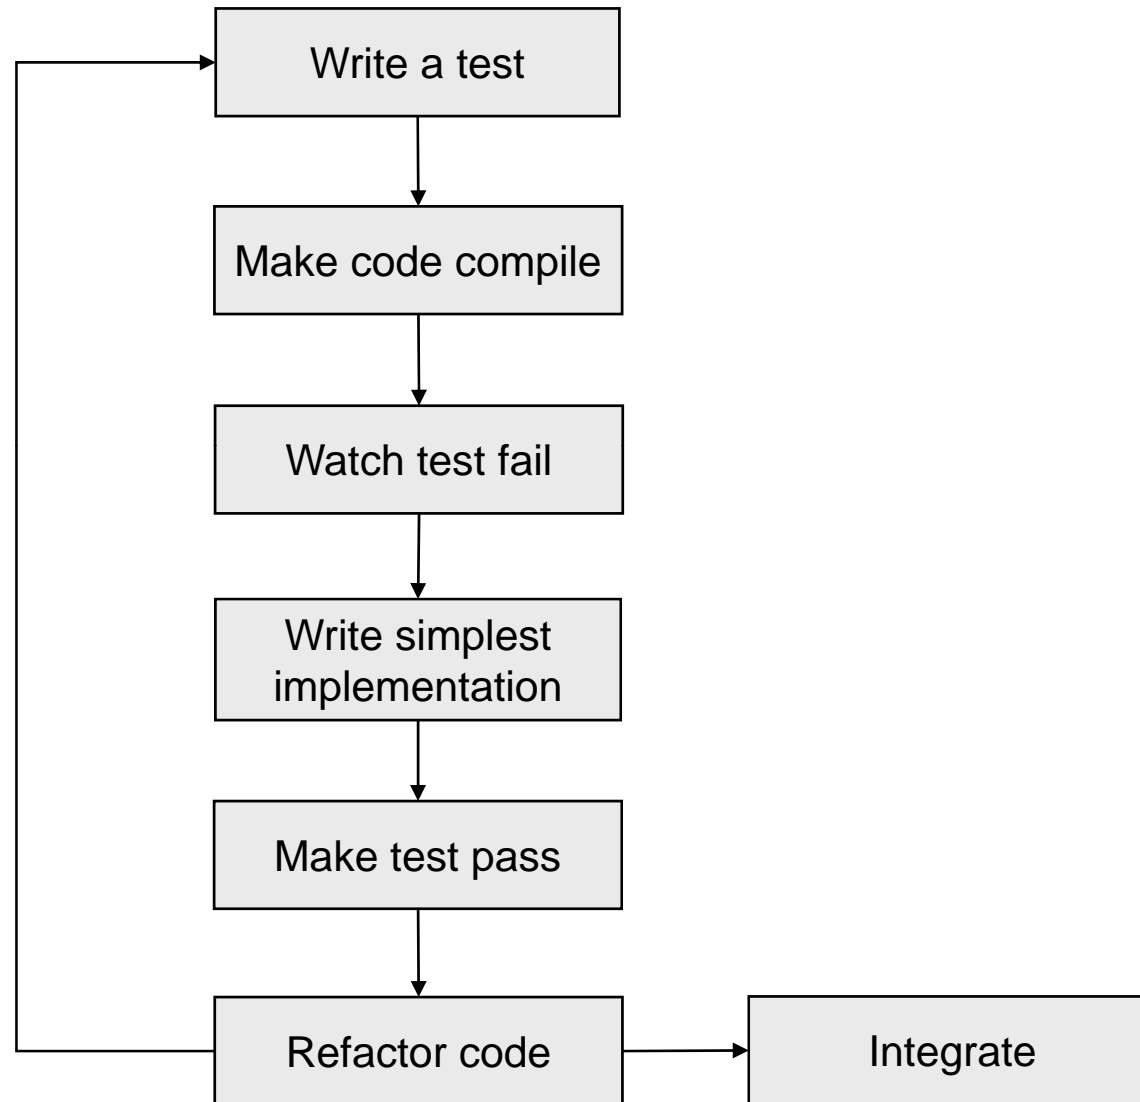 Write a test
Make code compile
Watch test fail
Write simplest
implementation
Make test pass
Refactor code
Integrate